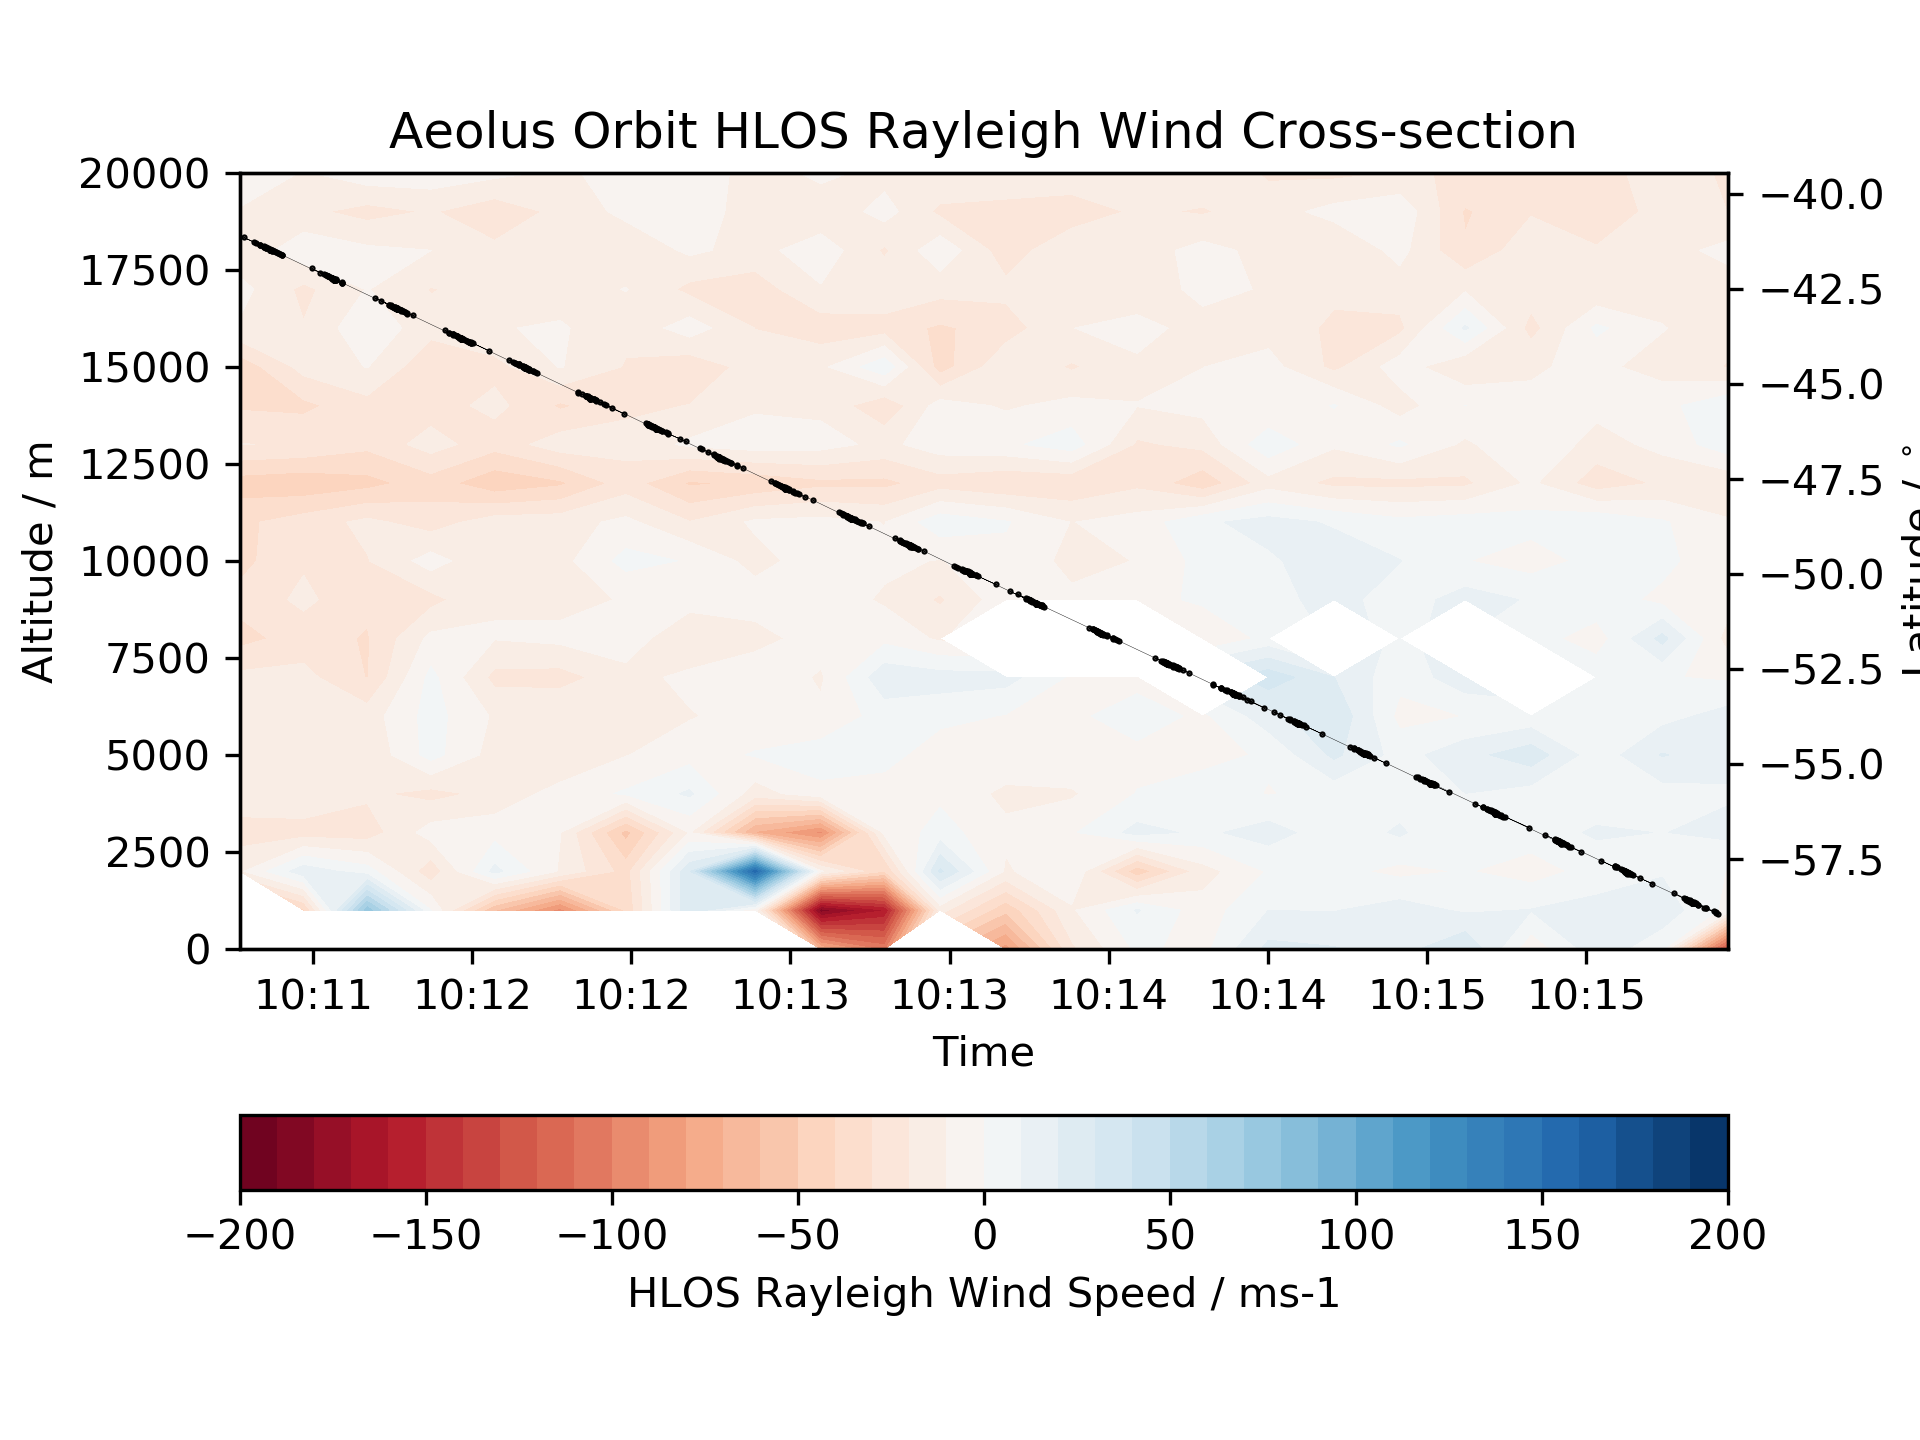 Aeolus Orbit HLOS Rayleigh Wind Cross-section
20000
17500
15000
12500
10000
7500
5000
2500
0
Altitude / m
−40.0
−42.5
−45.0
−47.5
−50.0
−52.5
−55.0
−57.5
Latitude / °
10:11 10:12 10:12 10:13 10:13 10:14 10:14 10:15 10:15
Time
−200 −150 −100 −50 0 50 100 150 200
HLOS Rayleigh Wind Speed / ms-1